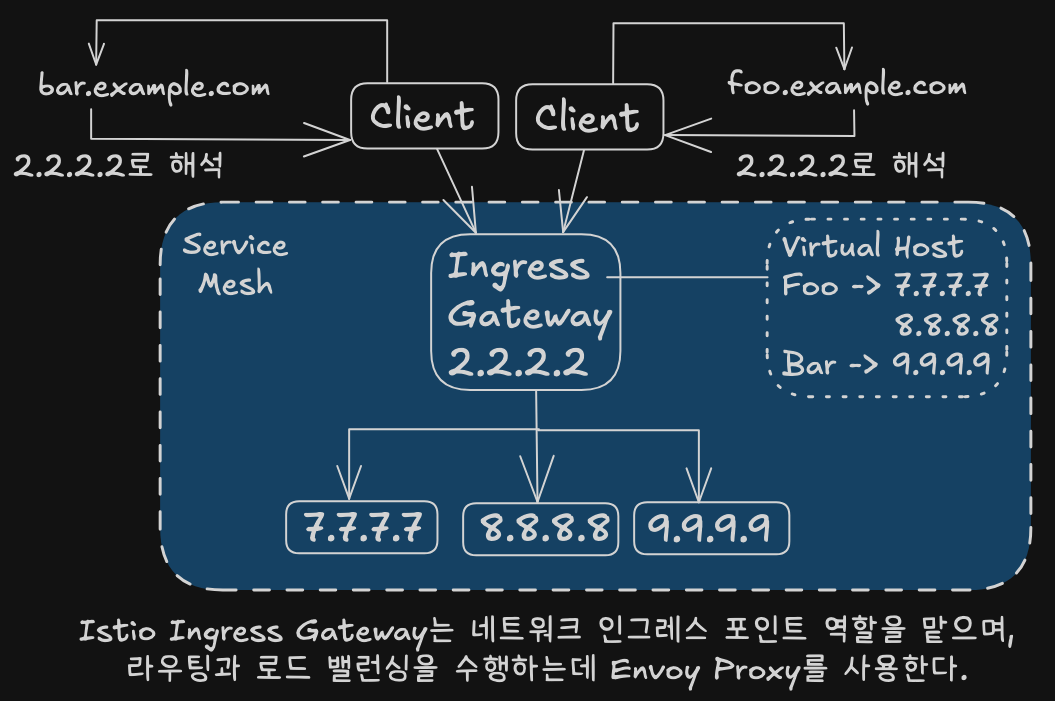 bar.example.com
Client
Client
foo.example.com
2.2.2.2로 해석
2.2.2.2로 해석
Service
Mesh
Ingress
Gateway
2.2.2.2
Virtual Host
Foo -> 7.7.7.7
8.8.8.8
Bar -> 9.9.9.9
7.7.7.7
8.8.8.8
9.9.9.9
Istio Ingress Gateway는 네트워크 인그레스 포인트 역할을 맡으며,
라우팅과 로드 밸런싱을 수행하는데 Envoy Proxy를 사용한다.